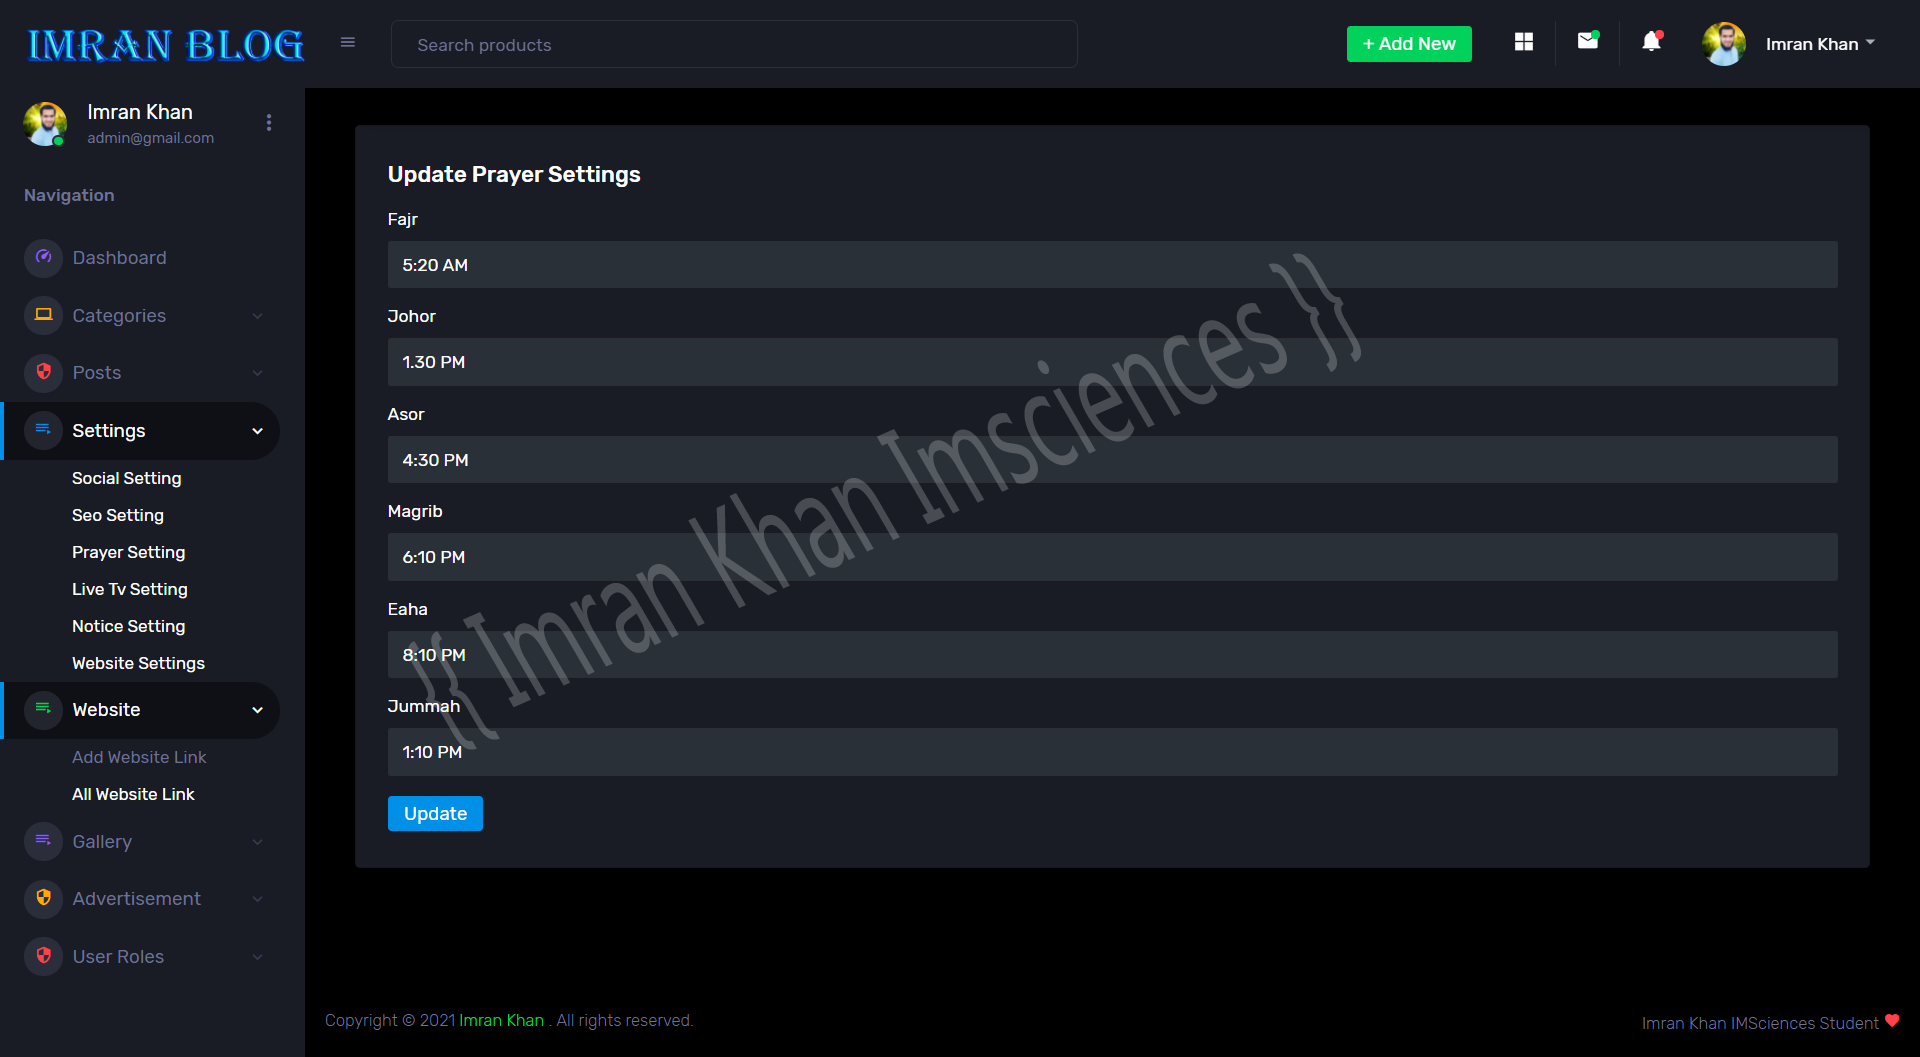 IMRAN BLOG
Search products
+ Add New
Imran Khan
Imran Khan
admin@gmail.com
Navigation
Dashboard
Categories
Posts
Settings
Social Setting
Seo Setting
Prayer Setting
Live Tv Setting
Notice Setting
Website Settings
Website
Add Website Link
All Website Link
Gallery
Advertisement
User Roles
Update Prayer Settings
Fajr
5:20 AM
Johor
1.30 PM
Asor
4:30 PM
Magrib
6:10 PM
Eaha
8:10 PM
Jummah
1:10 PM
Update
{{ Imran Khan Imsciences }}
Copyright © 2021 Imran Khan . All rights reserved.
Imran Khan IMSciences Student